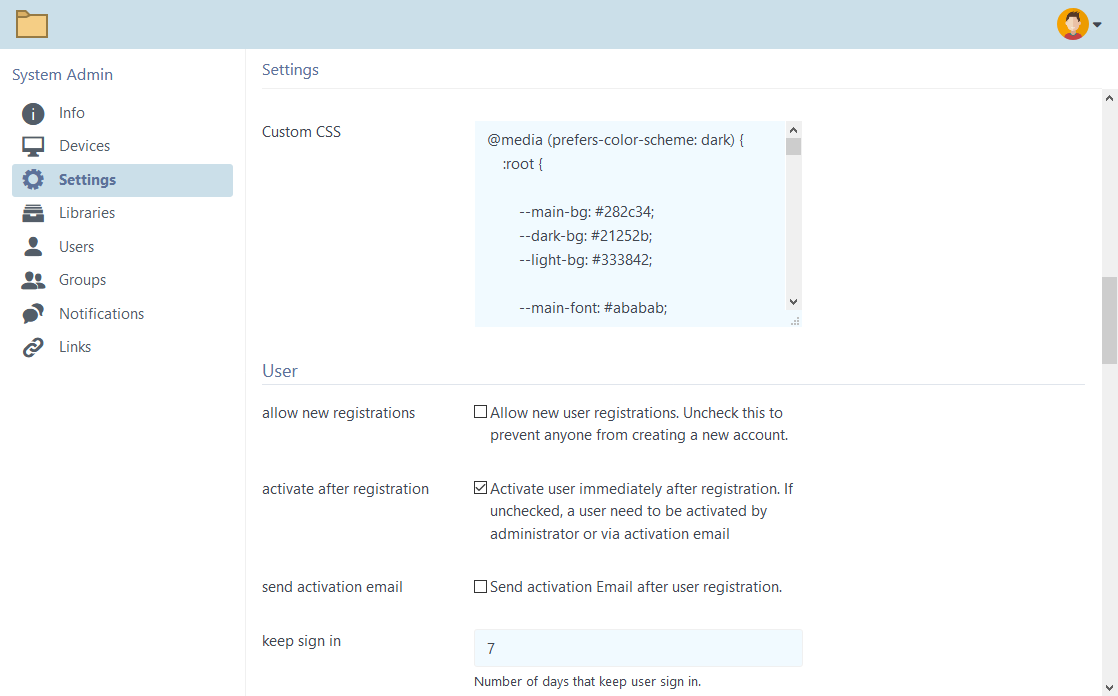 System Admin
Info
Devices
Settings
Libraries
Users
Groups
Notifications
Links
Settings
Custom CSS
@media (prefers-color-scheme: dark) {
:root {
--main-bg: #282c34;
--dark-bg: #21252b;
--light-bg: #333842;
--main-font: #ababab;
User
allow new registrations
Allow new user registrations. Uncheck this to
prevent anyone from creating a new account.
activate after registration
Activate user immediately after registration. If
unchecked, a user need to be activated by
administrator or via activation email
send activation email
Send activation Email after user registration.
keep sign in
7
Number of days that keep user sign in.